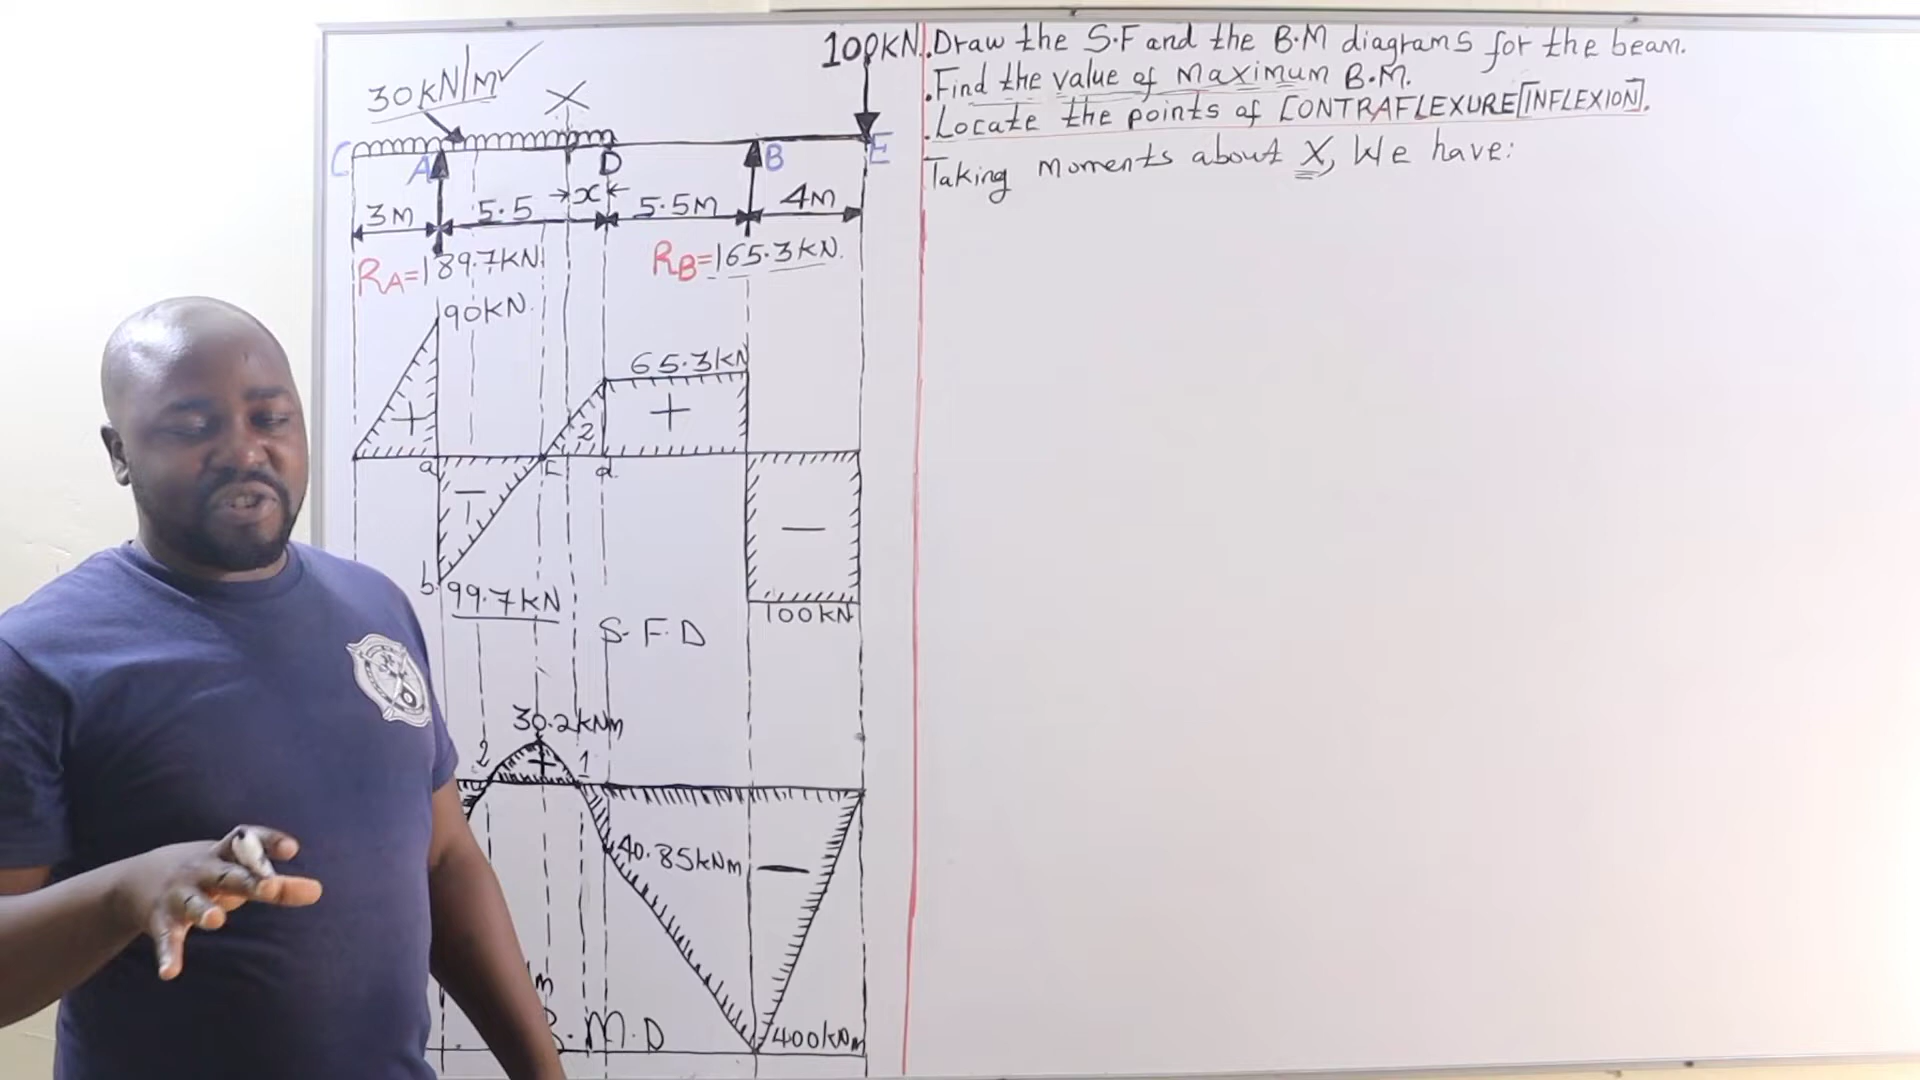 100KN
30KN/M
X
C
A
D
B
E
3M
5.5
x
5.5M
4M
RA=189.7KN
RB=165.3KN.
90KN.
65.3KN
+
2
+
a
c
d
b
99.7KN
100KN
S.F.D
30.2KNm
2
+
1
40.85KNm
400KNm
m
B.M.D
.Draw the S.F and the B.M diagrams for the beam.
.Find the value of Maximum B.M.
.Locate the points of CONTRAFLEXURE[INFLEXION].
Taking moments about X, We have: